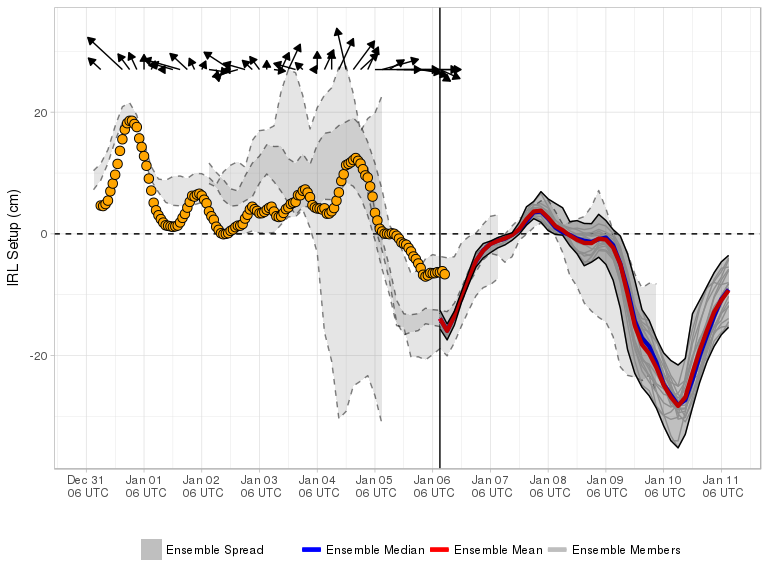 IRL Setup (cm)
20
0
-20
Dec 31 Jan 01 Jan 02 Jan 03 Jan 04 Jan 05 Jan 06 Jan 07 Jan 08 Jan 09 Jan 10 Jan 11
06 UTC 06 UTC 06 UTC 06 UTC 06 UTC 06 UTC 06 UTC 06 UTC 06 UTC 06 UTC 06 UTC 06 UTC
Ensemble Spread Ensemble Median Ensemble Mean Ensemble Members